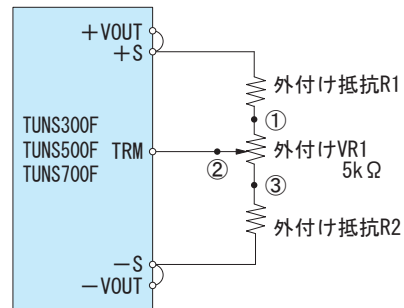 +VOUT
+S
外付け抵抗R1
①
TUNS300F
TUNS500F
TUNS700F
TRM
②
外付けVR1
5kΩ
③
外付け抵抗R2
−S
−VOUT